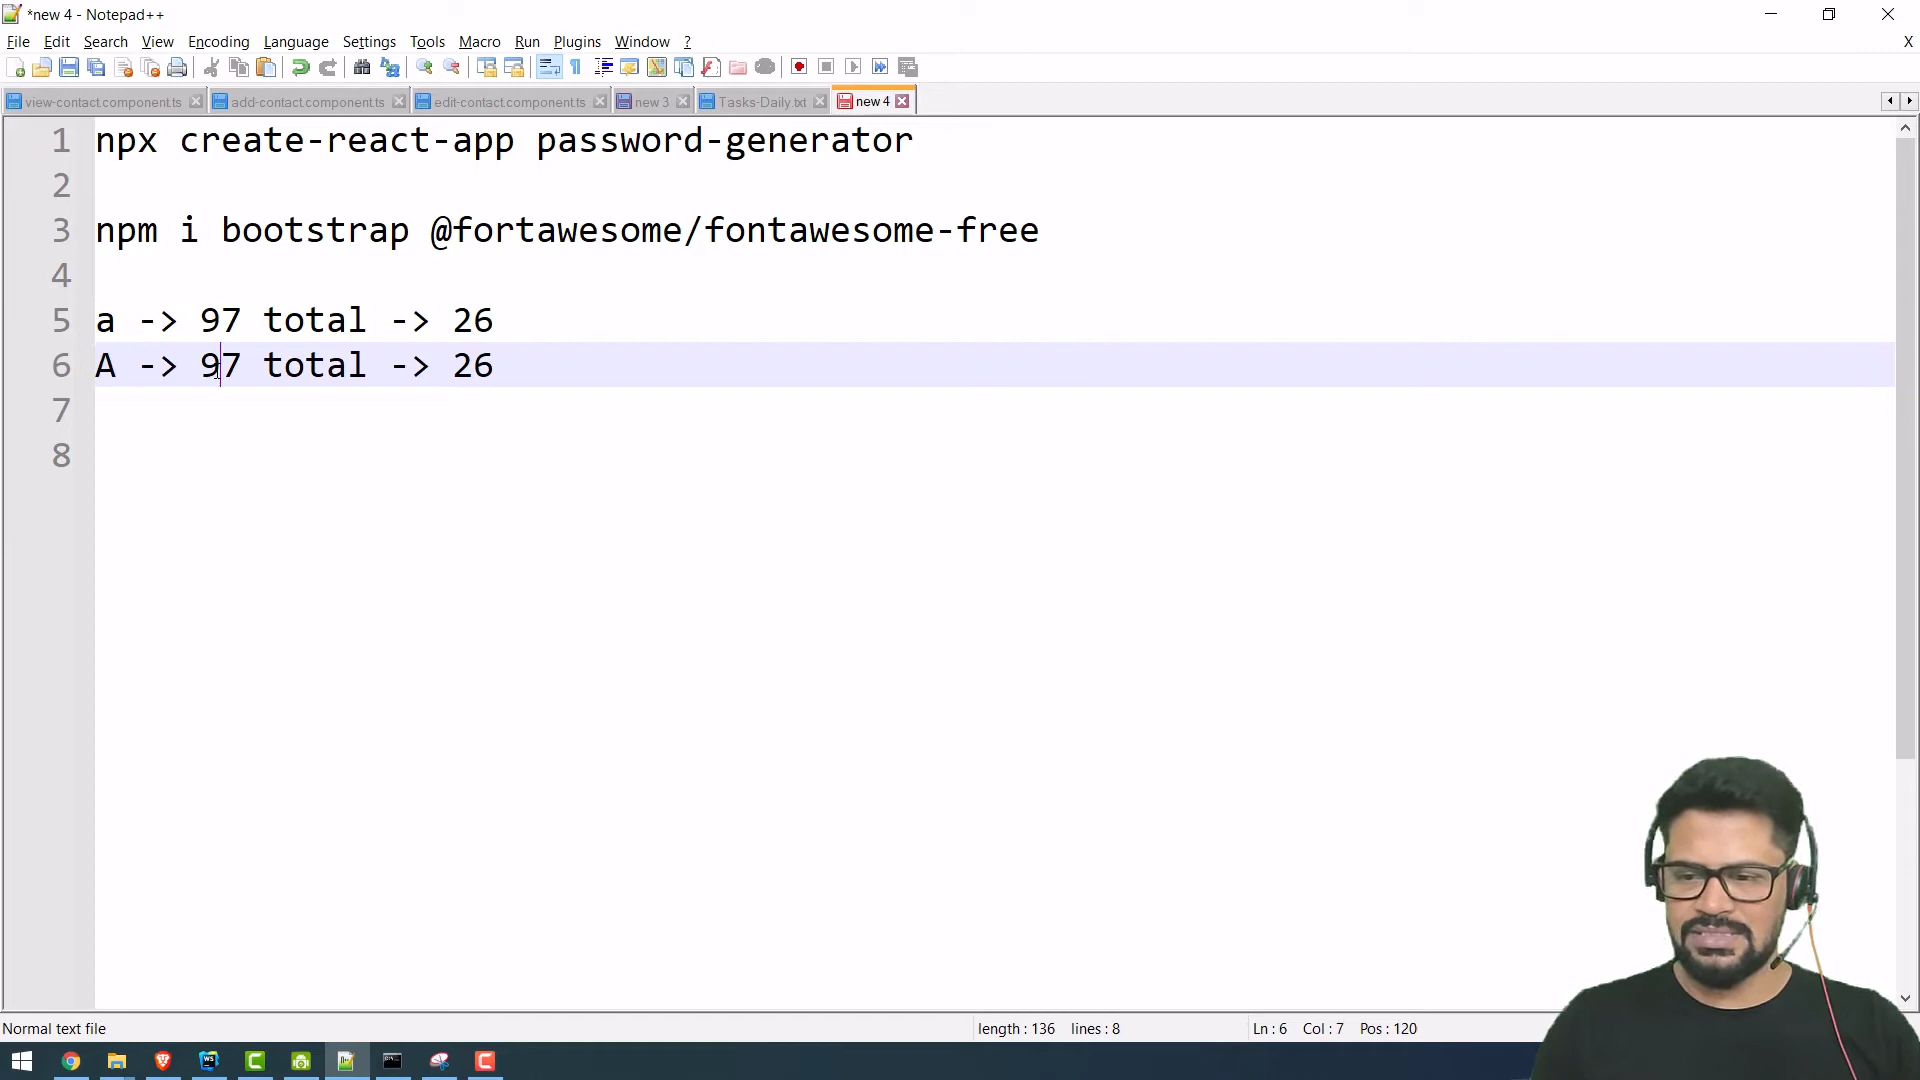 *new 4 - Notepad++
File Edit Search View Encoding Language Settings Tools Macro Run Plugins Window ? X
view-contact.component.ts add-contact.component.ts edit-contact.component.ts new 3 Tasks-Daily.txt new 4
1 npx create-react-app password-generator
2
3 npm i bootstrap @fortawesome/fontawesome-free
4
5 a -> 97 total -> 26
6 A -> 97 total -> 26
7
8
Normal text file length : 136 lines : 8 Ln : 6 Col : 7 Pos : 120